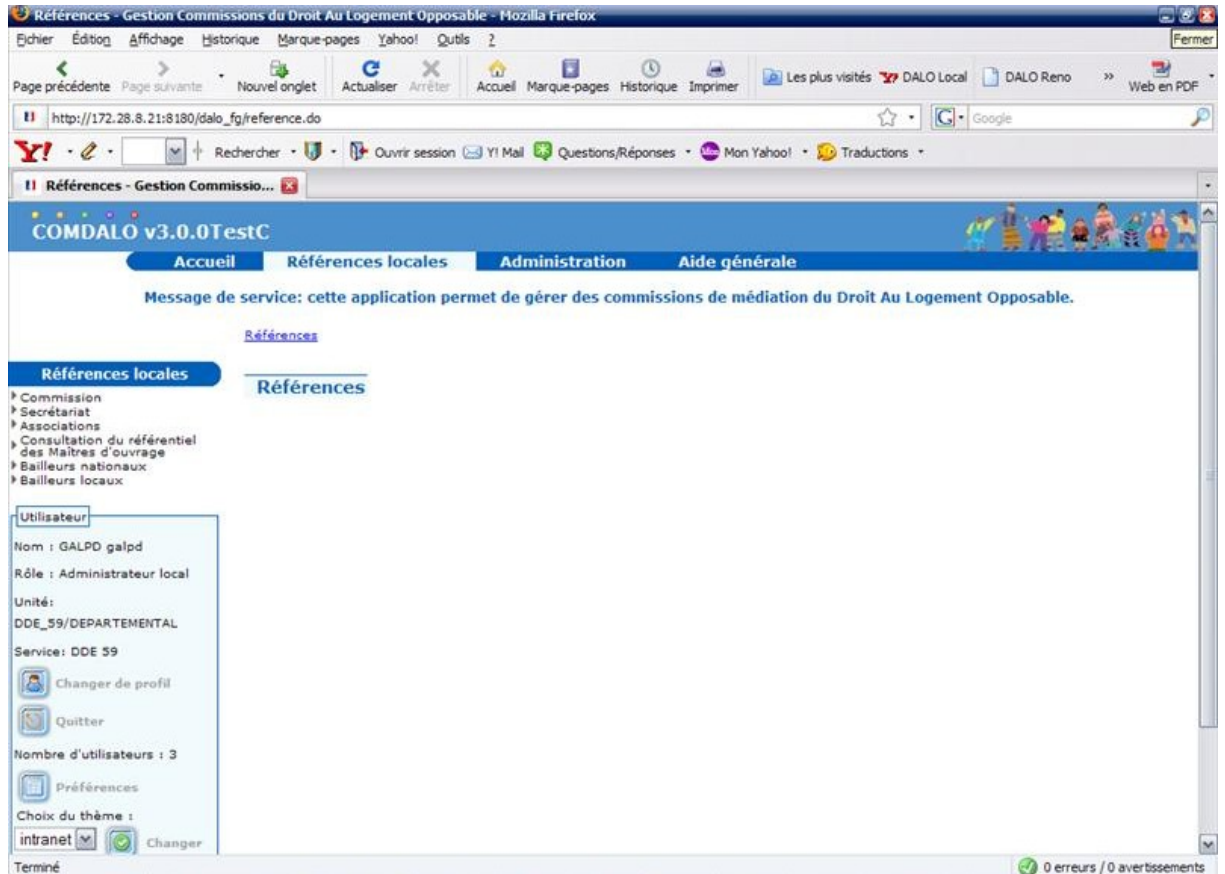 Références - Gestion Commissions du Droit Au Logement Opposable - Mozilla Firefox
Fichier Édition Affichage Historique Marque-pages Yahoo! Outils ?
Fermer
Page précédente Page suivante Nouvel onglet Actualiser Arrêter Accueil Marque-pages Historique Imprimer Les plus visités DALO Local DALO Reno » Web en PDF
http://172.28.8.21:8180/dalo_fg/reference.do Google
Y! Rechercher Ouvrir session Y! Mail Questions/Réponses Mon Yahoo! Traductions
Références - Gestion Commissio...
COMDALO v3.0.0TestC
Accueil Références locales Administration Aide générale
Message de service: cette application permet de gérer des commissions de médiation du Droit Au Logement Opposable.
Références
Références locales
Références
Commission
Secrétariat
Associations
Consultation du référentiel
des Maîtres d'ouvrage
Bailleurs nationaux
Bailleurs locaux
Utilisateur
Nom : GALPD galpd
Rôle : Administrateur local
Unité:
DDE_59/DEPARTEMENTAL
Service: DDE 59
Changer de profil
Quitter
Nombre d'utilisateurs : 3
Préférences
Choix du thème :
intranet Changer
Terminé 0 erreurs / 0 avertissements